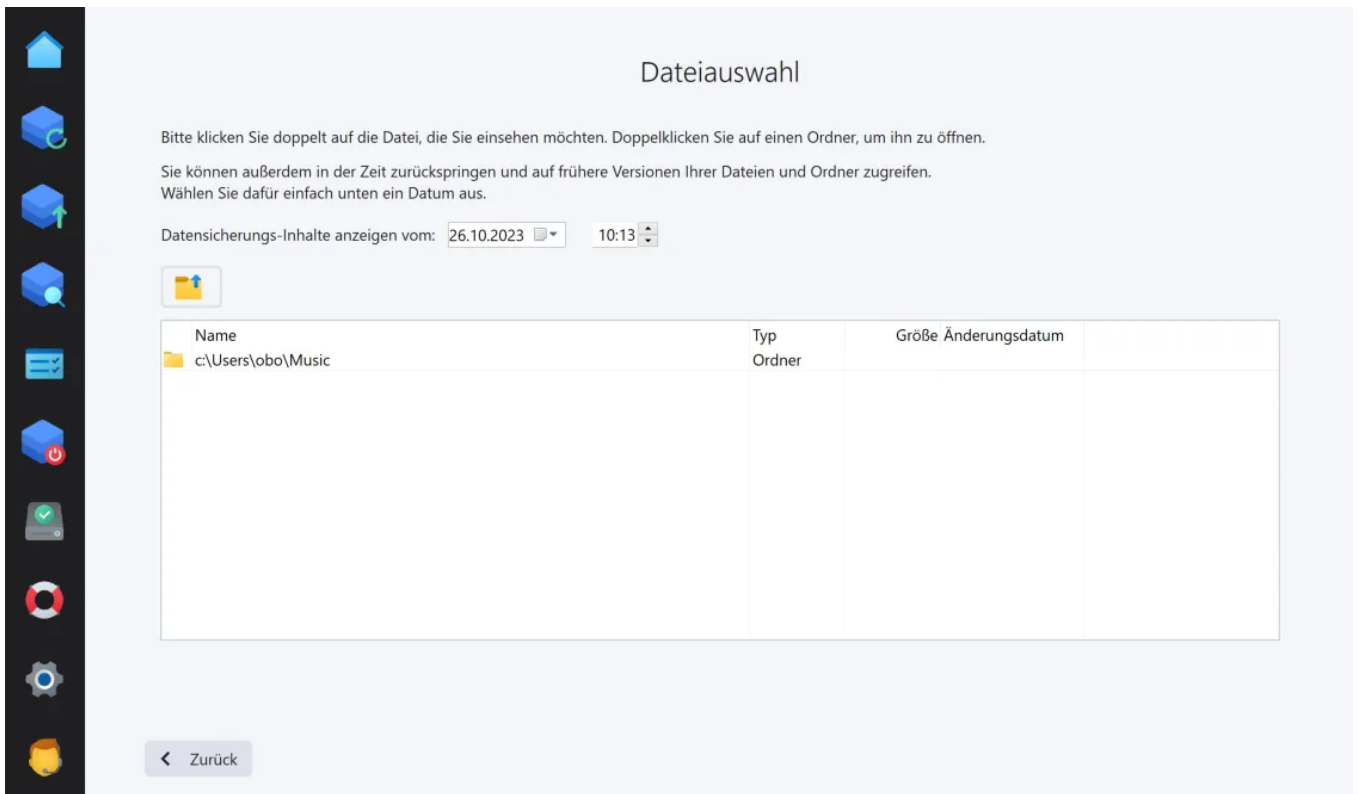 Dateiauswahl
Bitte klicken Sie doppelt auf die Datei, die Sie einsehen möchten. Doppelklicken Sie auf einen Ordner, um ihn zu öffnen.
Sie können außerdem in der Zeit zurückspringen und auf frühere Versionen Ihrer Dateien und Ordner zugreifen.
Wählen Sie dafür einfach unten ein Datum aus.
Datensicherungs-Inhalte anzeigen vom: 26.10.2023 10:13
Name Typ Größe Änderungsdatum
c:\Users\obo\Music Ordner
Zurück